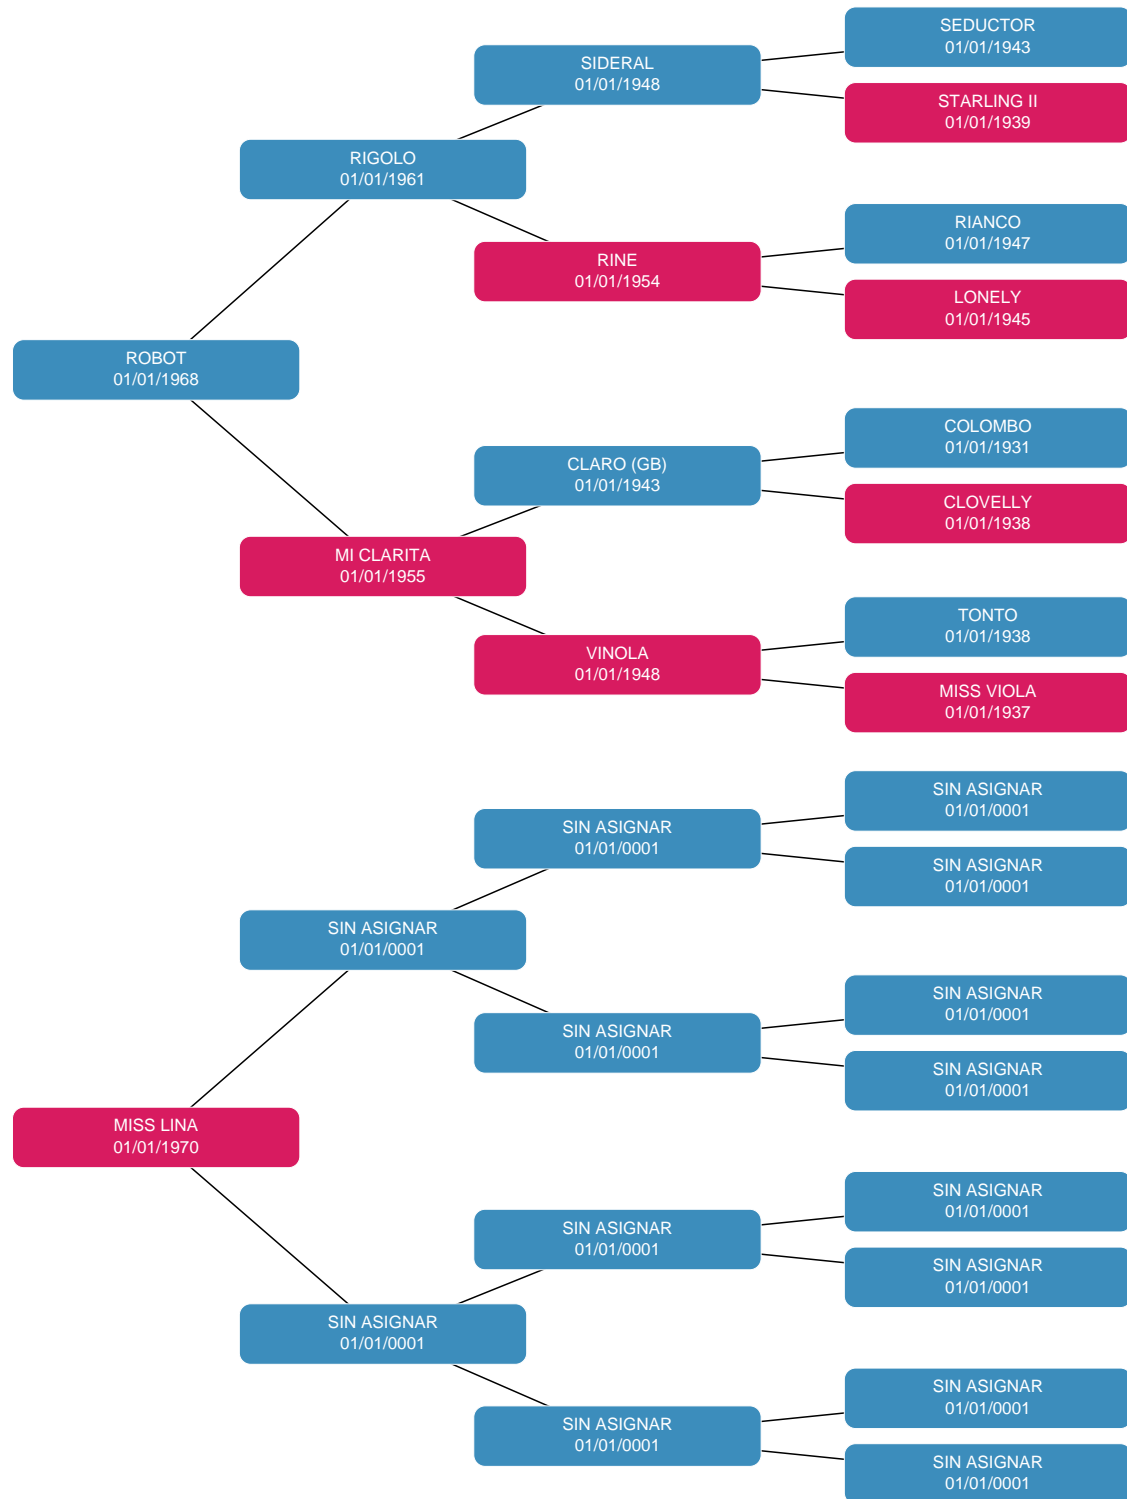 SEDUCTOR
01/01/1943
SIDERAL
01/01/1948
STARLING II
01/01/1939
RIGOLO
01/01/1961
RIANCO
01/01/1947
RINE
01/01/1954
LONELY
01/01/1945
ROBOT
01/01/1968
COLOMBO
01/01/1931
CLARO (GB)
01/01/1943
CLOVELLY
01/01/1938
MI CLARITA
01/01/1955
TONTO
01/01/1938
VINOLA
01/01/1948
MISS VIOLA
01/01/1937
SIN ASIGNAR
01/01/0001
SIN ASIGNAR
01/01/0001
SIN ASIGNAR
01/01/0001
SIN ASIGNAR
01/01/0001
SIN ASIGNAR
01/01/0001
SIN ASIGNAR
01/01/0001
SIN ASIGNAR
01/01/0001
MISS LINA
01/01/1970
SIN ASIGNAR
01/01/0001
SIN ASIGNAR
01/01/0001
SIN ASIGNAR
01/01/0001
SIN ASIGNAR
01/01/0001
SIN ASIGNAR
01/01/0001
SIN ASIGNAR
01/01/0001
SIN ASIGNAR
01/01/0001